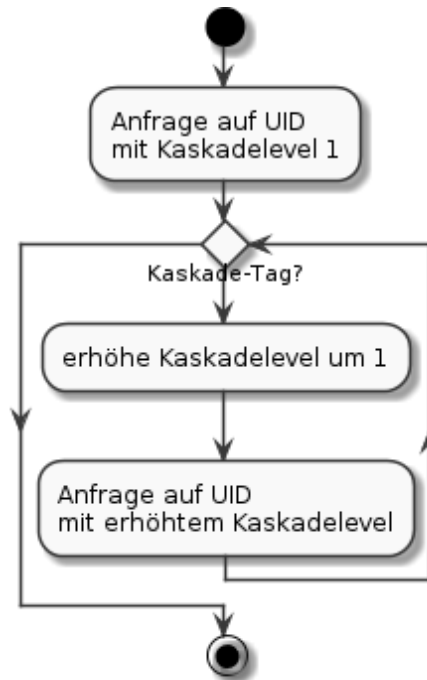 Anfrage auf UID
mit Kaskadelevel 1
Kaskade-Tag?
erhöhe Kaskadelevel um 1
Anfrage auf UID
mit erhöhtem Kaskadelevel